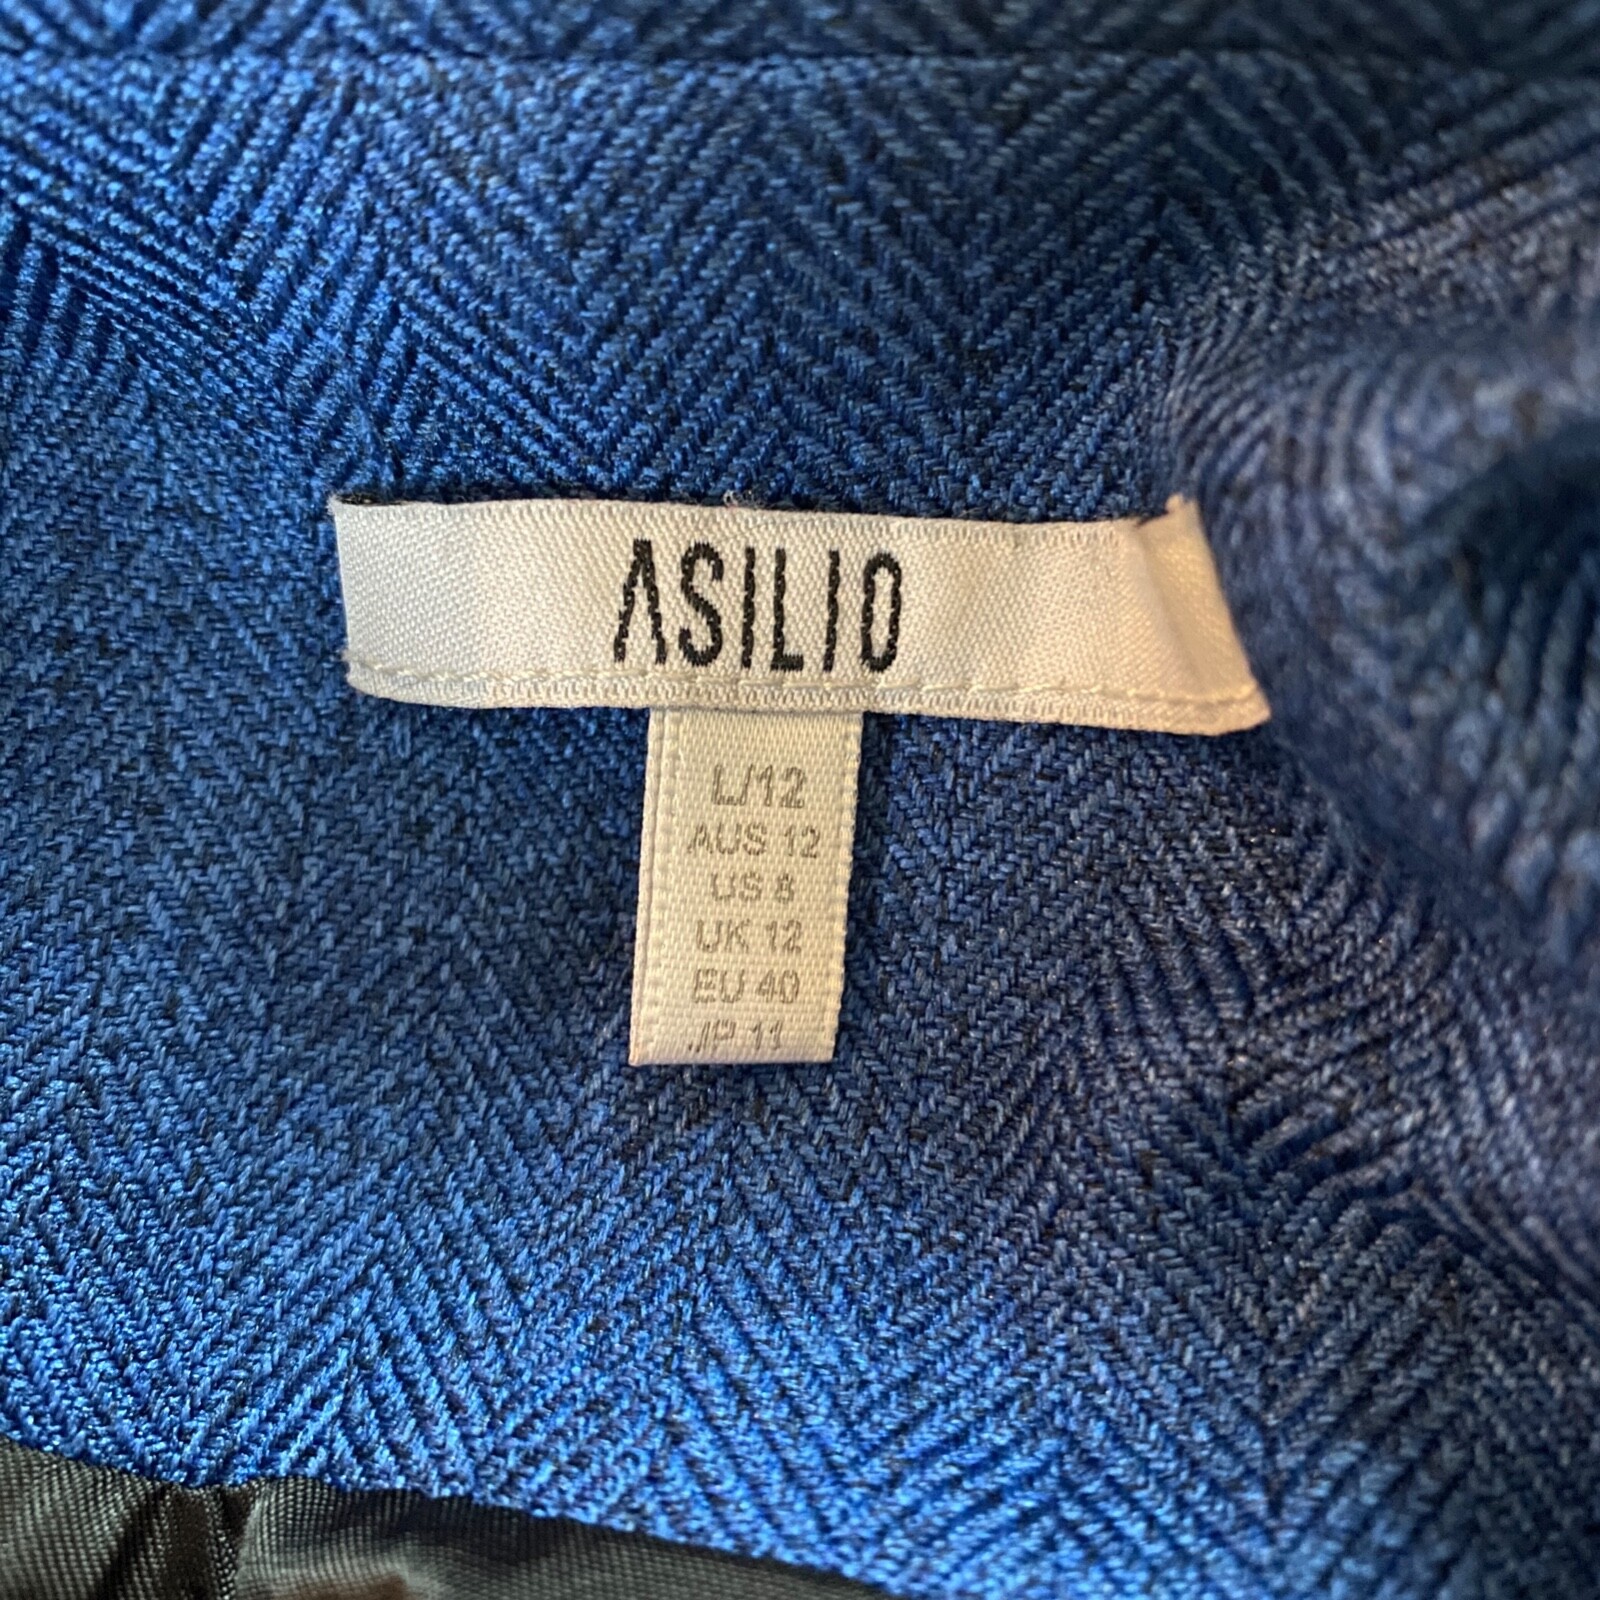 ASILIO
L/12
AUS 12
US 8
UK 12
EU 40
JP 11